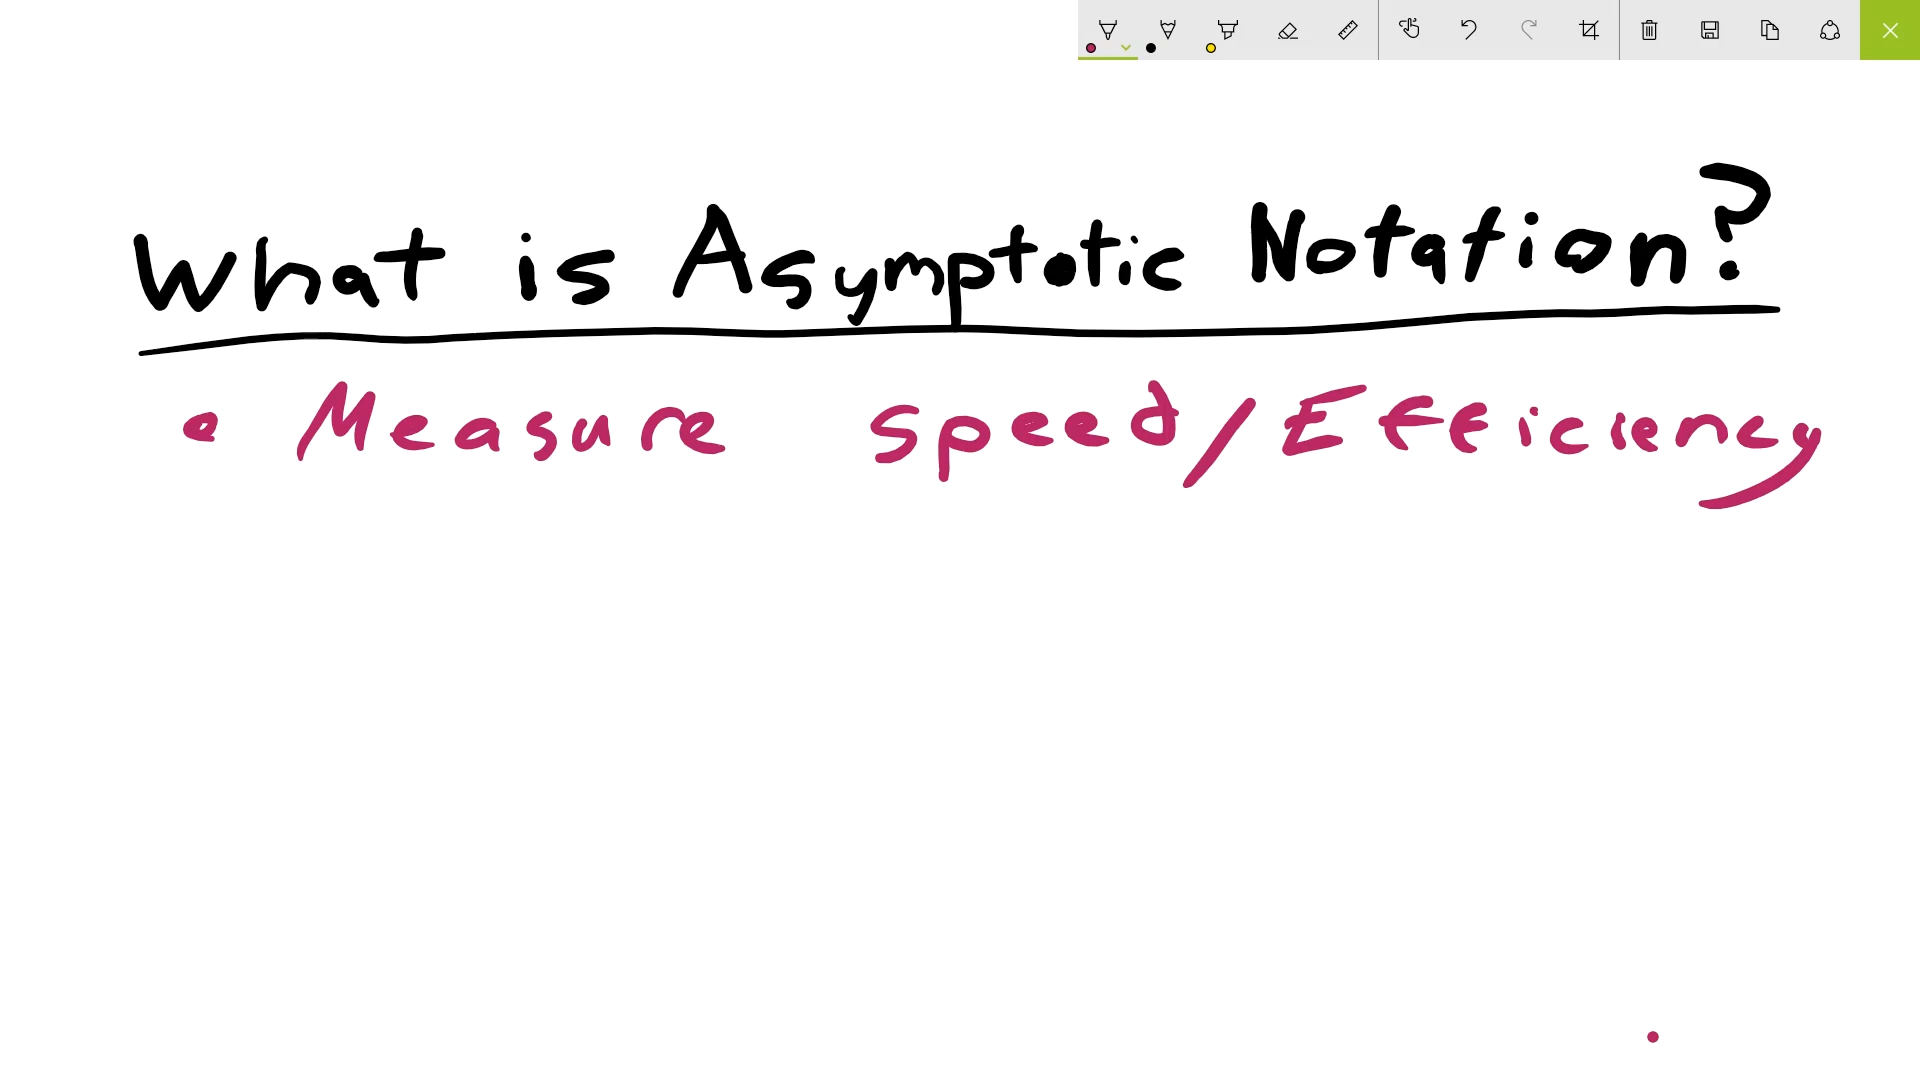 What is Asymptotic Notation?
• Measure speed/Efficiency